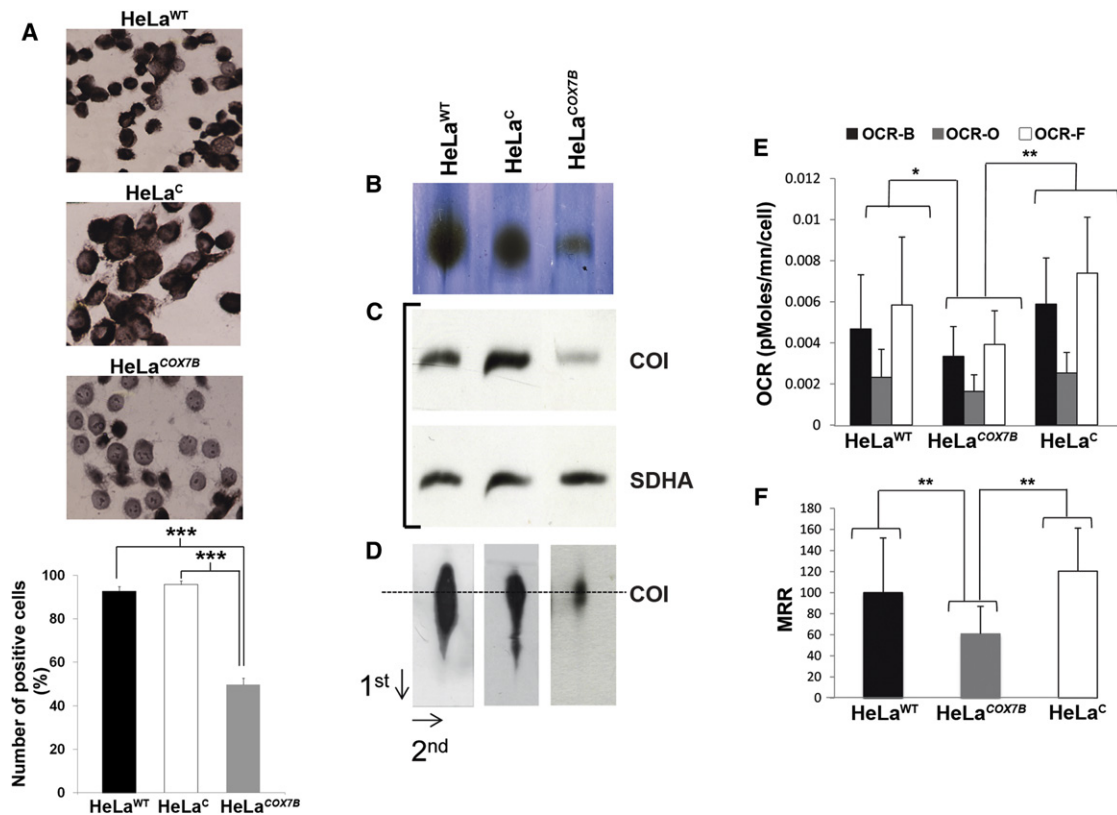 A
HeLaWT
HeLaC
HeLaCOX7B
***
***
Number of positive cells
(%)
100
80
60
40
20
0
HeLaWT HeLaC HeLaCOX7B
HeLaWT
HeLaC
HeLaCOX7B
B
C
COI
SDHA
D
COI
1st
2nd
E
OCR-B OCR-O OCR-F
*
**
OCR (pMoles/mn/cell)
0.012
0.01
0.008
0.006
0.004
0.002
0
HeLaWT HeLaCOX7B HeLaC
F
**
**
MRR
180
160
140
120
100
80
60
40
20
0
HeLaWT HeLaCOX7B HeLaC